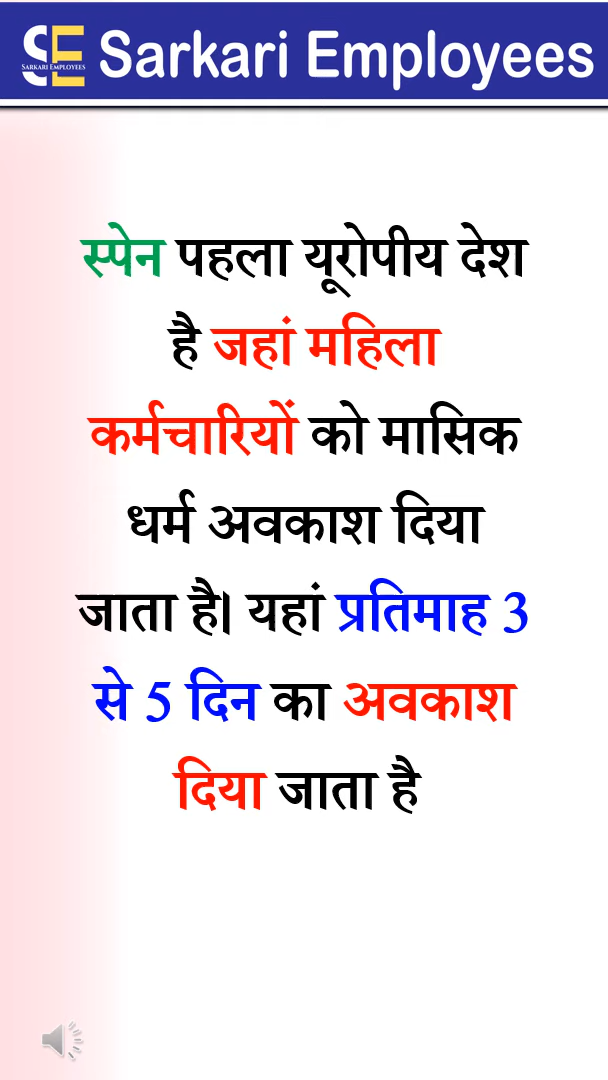 SE
SARKARI EMPLOYEES
Sarkari Employees
स्पेन पहला यूरोपीय देश
है जहां महिला
कर्मचारियों को मासिक
धर्म अवकाश दिया
जाता है। यहां प्रतिमाह 3
से 5 दिन का अवकाश
दिया जाता है